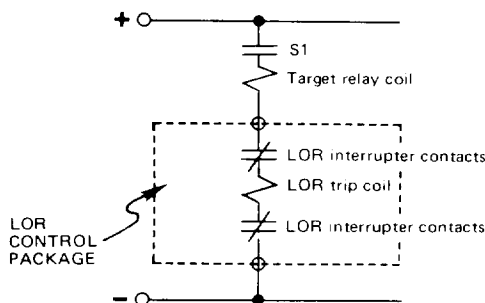 +
S1
Target relay coil
LOR interrupter contacts
LOR trip coil
LOR interrupter contacts
LOR
CONTROL
PACKAGE
–